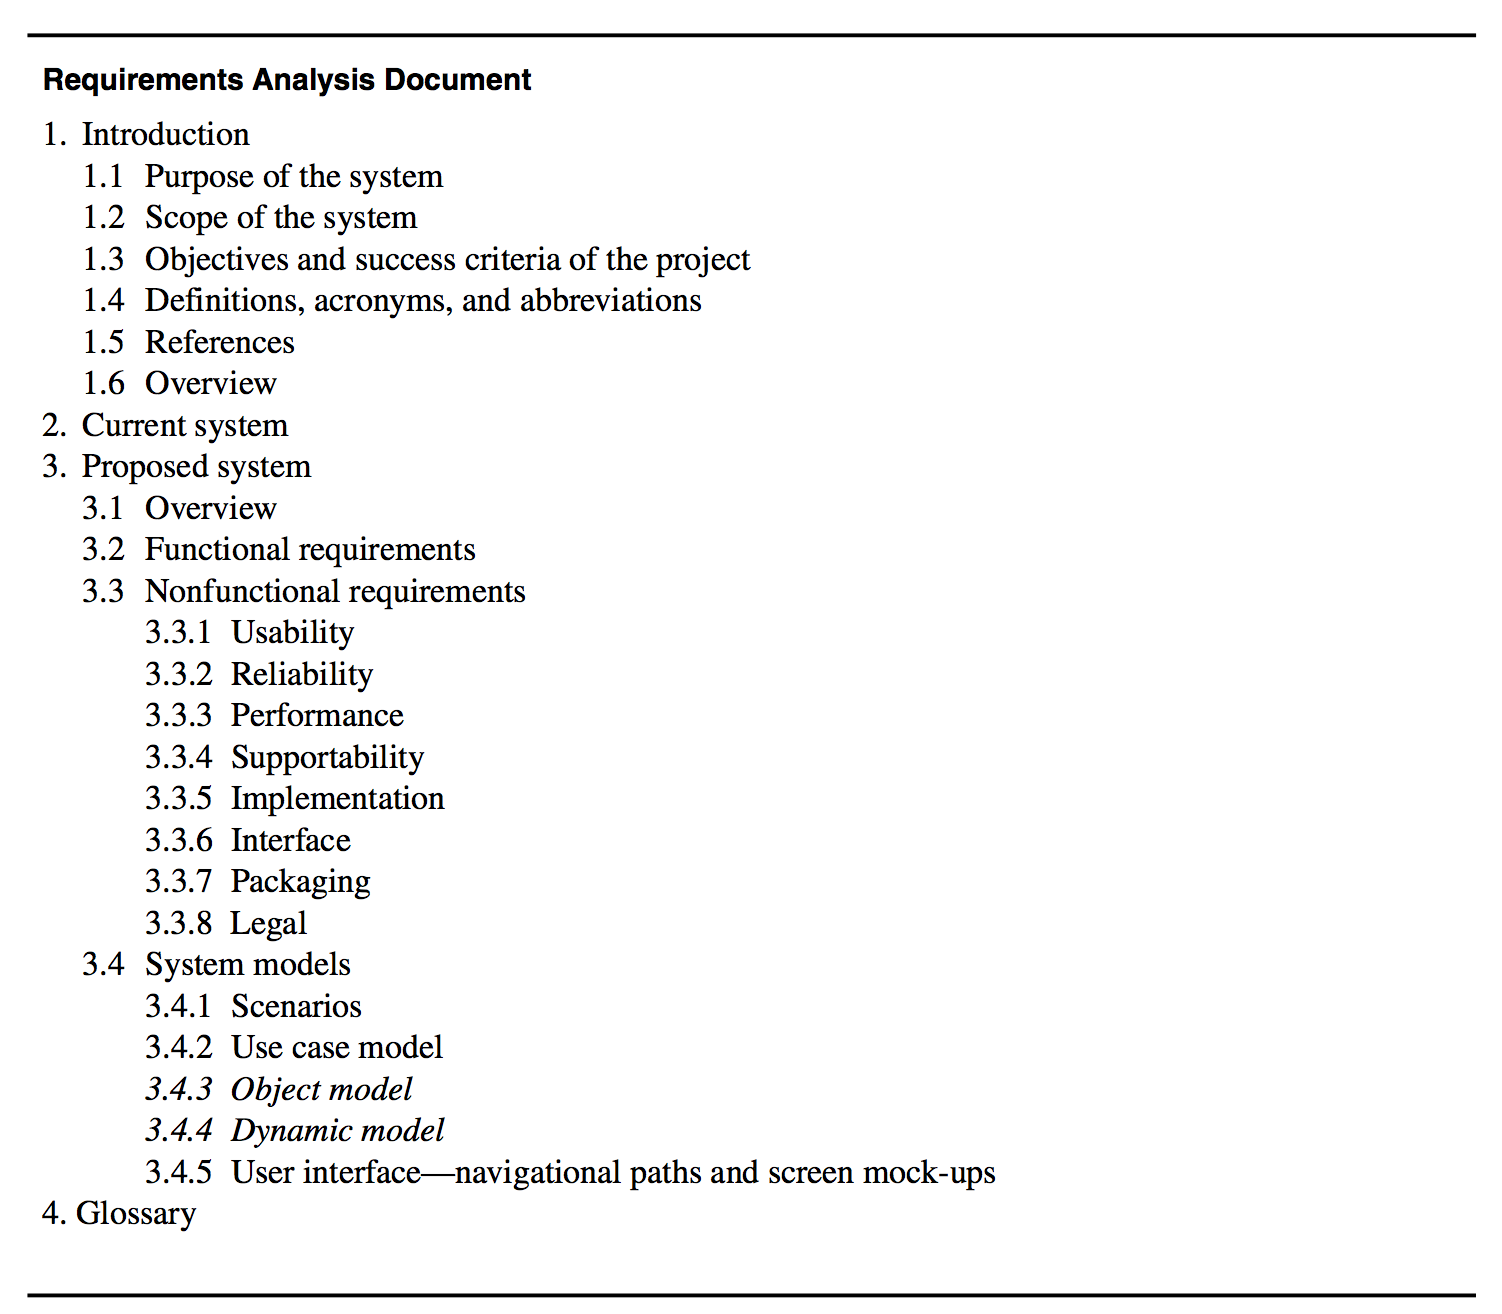 Requirements Analysis Document
1. Introduction
1.1 Purpose of the system
1.2 Scope of the system
1.3 Objectives and success criteria of the project
1.4 Definitions, acronyms, and abbreviations
1.5 References
1.6 Overview
2. Current system
3. Proposed system
3.1 Overview
3.2 Functional requirements
3.3 Nonfunctional requirements
3.3.1 Usability
3.3.2 Reliability
3.3.3 Performance
3.3.4 Supportability
3.3.5 Implementation
3.3.6 Interface
3.3.7 Packaging
3.3.8 Legal
3.4 System models
3.4.1 Scenarios
3.4.2 Use case model
3.4.3 Object model
3.4.4 Dynamic model
3.4.5 User interface—navigational paths and screen mock-ups
4. Glossary